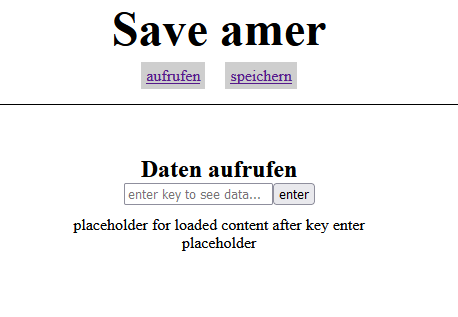 Save amer
aufrufen speichern
Daten aufrufen
enter key to see data... enter
placeholder for loaded content after key enter
placeholder